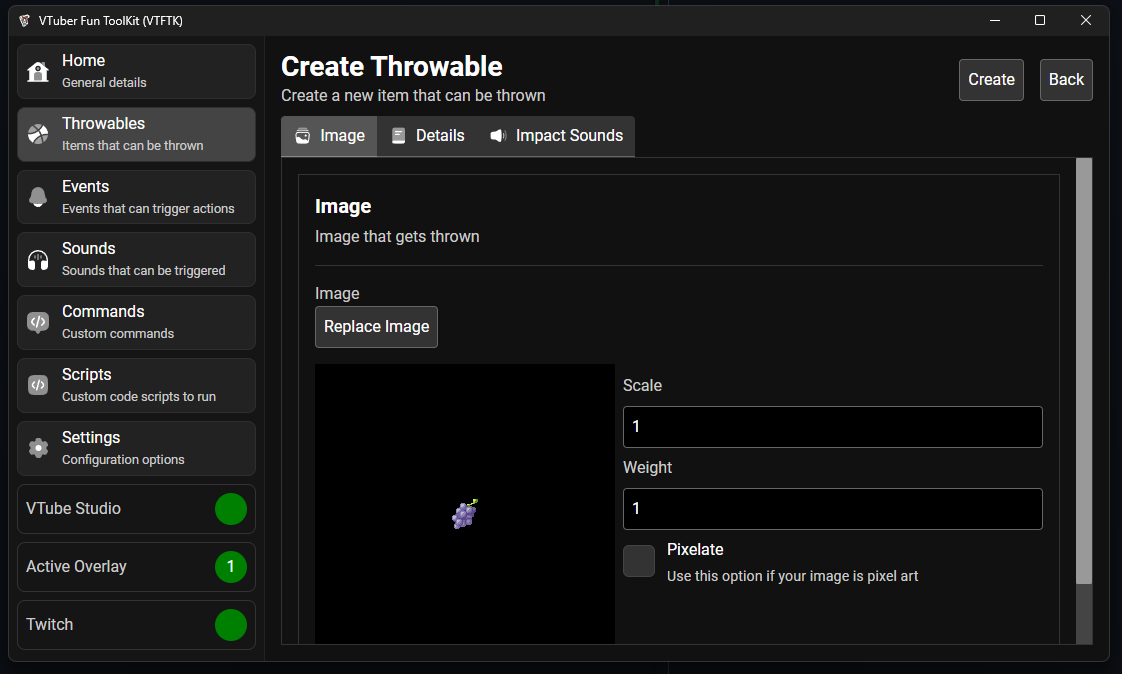 VTuber Fun ToolKit (VTFTK)
Home
General details
Throwables
Items that can be thrown
Events
Events that can trigger actions
Sounds
Sounds that can be triggered
Commands
Custom commands
Scripts
Custom code scripts to run
Settings
Configuration options
VTube Studio
Active Overlay 1
Twitch
Create Throwable
Create a new item that can be thrown
Create Back
Image Details Impact Sounds
Image
Image that gets thrown
Image
Replace Image
Scale
1
Weight
1
Pixelate
Use this option if your image is pixel art